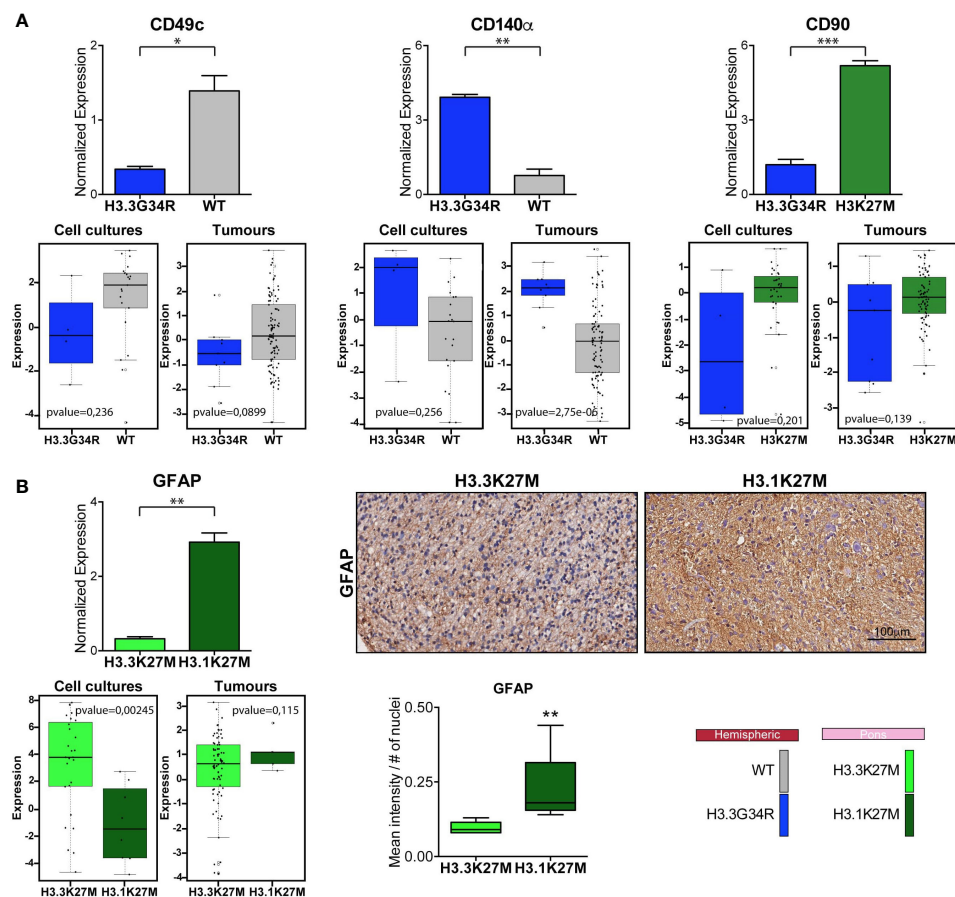 A
CD49c
Normalized Expression
2
1
0
*
H3.3G34R
WT
CD140α
Normalized Expression
6
3
0
**
H3.3G34R
WT
CD90
Normalized Expression
6
3
0
***
H3.3G34R
H3K27M
Cell cultures
Expression
2
0
-2
-4
pvalue=0,236
H3.3G34R
WT
Tumours
Expression
3
2
1
0
-1
-2
-3
pvalue=0,0899
H3.3G34R
WT
Cell cultures
Expression
2
0
-2
-4
pvalue=0,256
H3.3G34R
WT
Tumours
Expression
3
2
1
0
-1
-2
-3
pvalue=2,75e-05
H3.3G34R
WT
Cell cultures
Expression
1
0
-1
-2
-3
-4
-5
pvalue=0,201
H3.3G34R
H3K27M
Tumours
Expression
1
0
-1
-3
pvalue=0,139
H3.3G34R
H3K27M
B
GFAP
Normalized Expression
4
2
0
**
H3.3K27M
H3.1K27M
H3.3K27M
H3.1K27M
GFAP
100μm
Cell cultures
Expression
8
6
4
2
0
-2
-4
pvalue=0,00245
H3.3K27M
H3.1K27M
Tumours
Expression
3
2
1
0
-1
-2
-3
-4
pvalue=0,115
H3.3K27M
H3.1K27M
GFAP
Mean intensity / # of nuclei
0.50
0.25
0.00
**
H3.3K27M
H3.1K27M
Hemispheric
WT
H3.3G34R
Pons
H3.3K27M
H3.1K27M